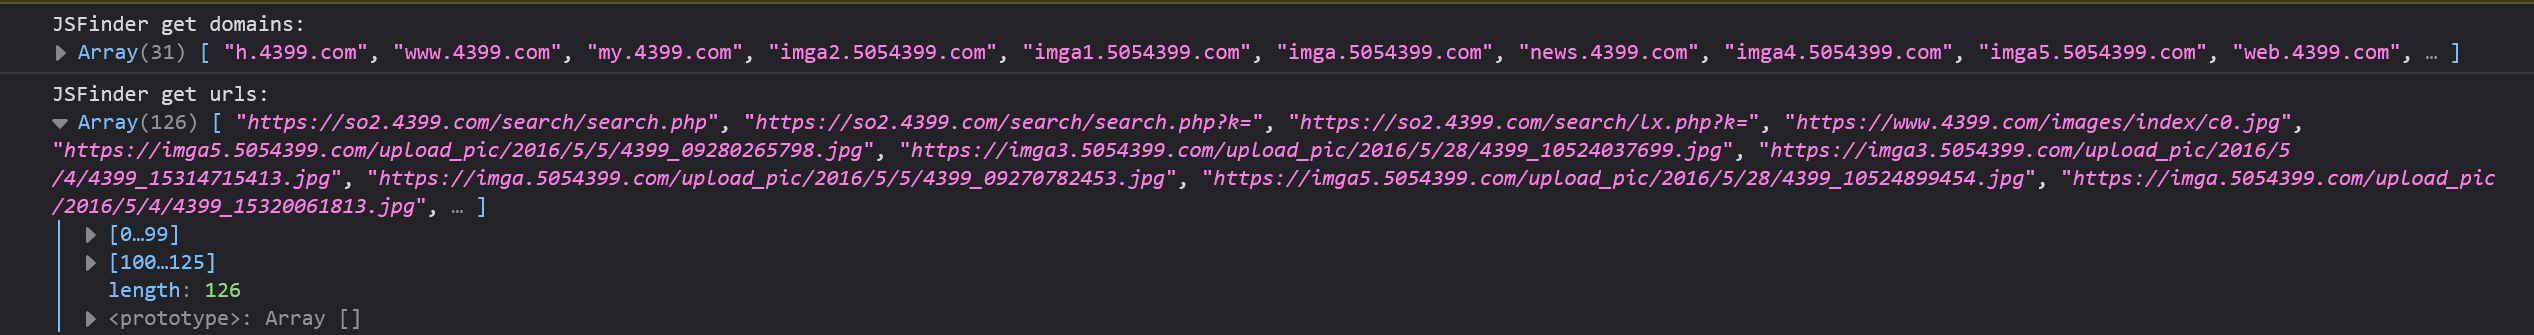 JSFinder get domains:
Array(31) [ "h.4399.com", "www.4399.com", "my.4399.com", "imga2.5054399.com", "imga1.5054399.com", "imga.5054399.com", "news.4399.com", "imga4.5054399.com", "imga5.5054399.com", "web.4399.com", … ]
JSFinder get urls:
Array(126) [ "https://so2.4399.com/search/search.php", "https://so2.4399.com/search/search.php?k=", "https://so2.4399.com/search/lx.php?k=", "https://www.4399.com/images/index/c0.jpg",
"https://imga5.5054399.com/upload_pic/2016/5/5/4399_09280265798.jpg", "https://imga3.5054399.com/upload_pic/2016/5/28/4399_10524037699.jpg", "https://imga3.5054399.com/upload_pic/2016/5
/4/4399_15314715413.jpg", "https://imga.5054399.com/upload_pic/2016/5/5/4399_09270782453.jpg", "https://imga5.5054399.com/upload_pic/2016/5/28/4399_10524899454.jpg", "https://imga.5054399.com/upload_pic
/2016/5/4/4399_15320061813.jpg", … ]
[0…99]
[100…125]
length: 126
<prototype>: Array []